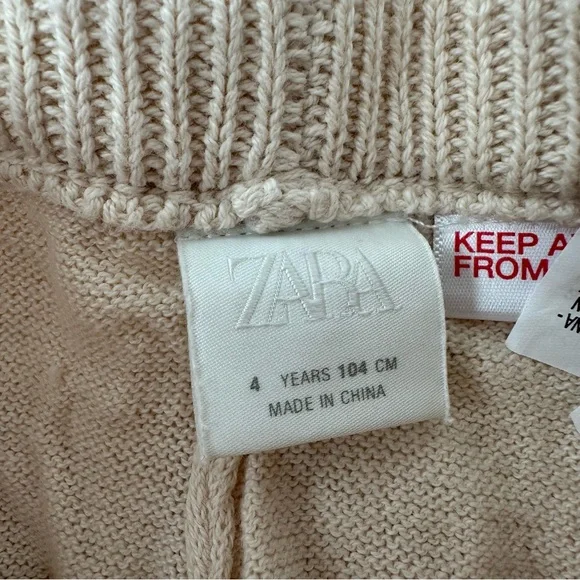 ZARA
4 YEARS 104 CM
MADE IN CHINA
KEEP
FROM